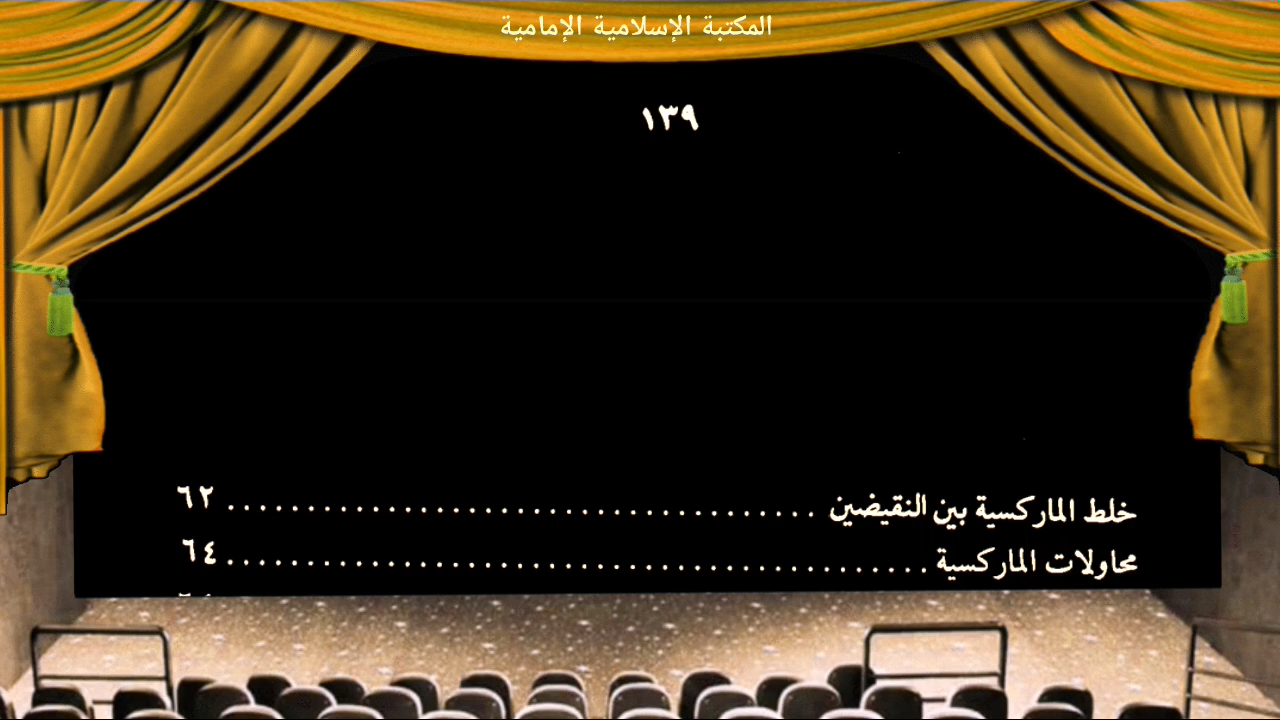 المكتبة الإسلامية الإمامية
١٣٩
خلط الماركسية بين النقيضين ........................................ ٦٢
محاولات الماركسية ............................................. ٦٤